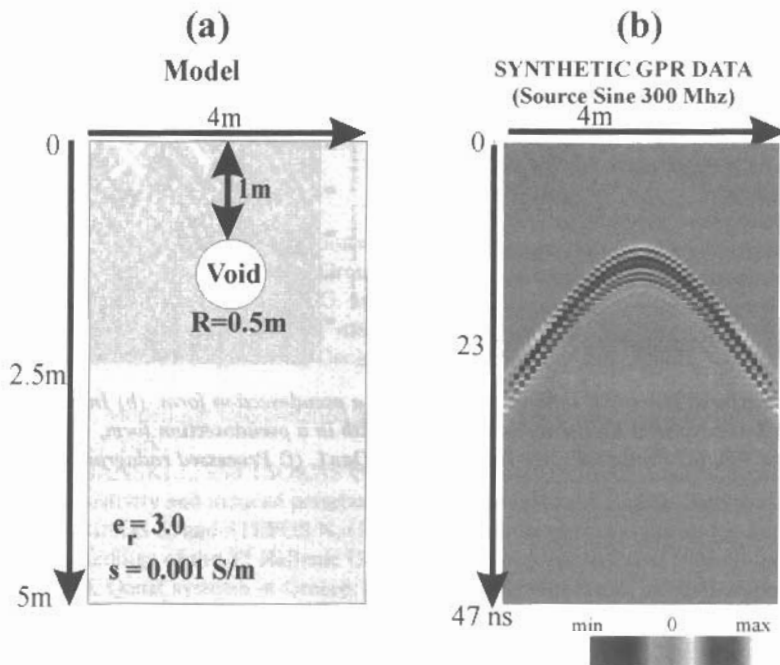 (a)
Model
4m
0
1m
Void
R=0.5m
2.5m
e_r = 3.0
s = 0.001 S/m
5m
(b)
SYNTHETIC GPR DATA
(Source Sine 300 Mhz)
4m
0
23
47 ns
min 0 max